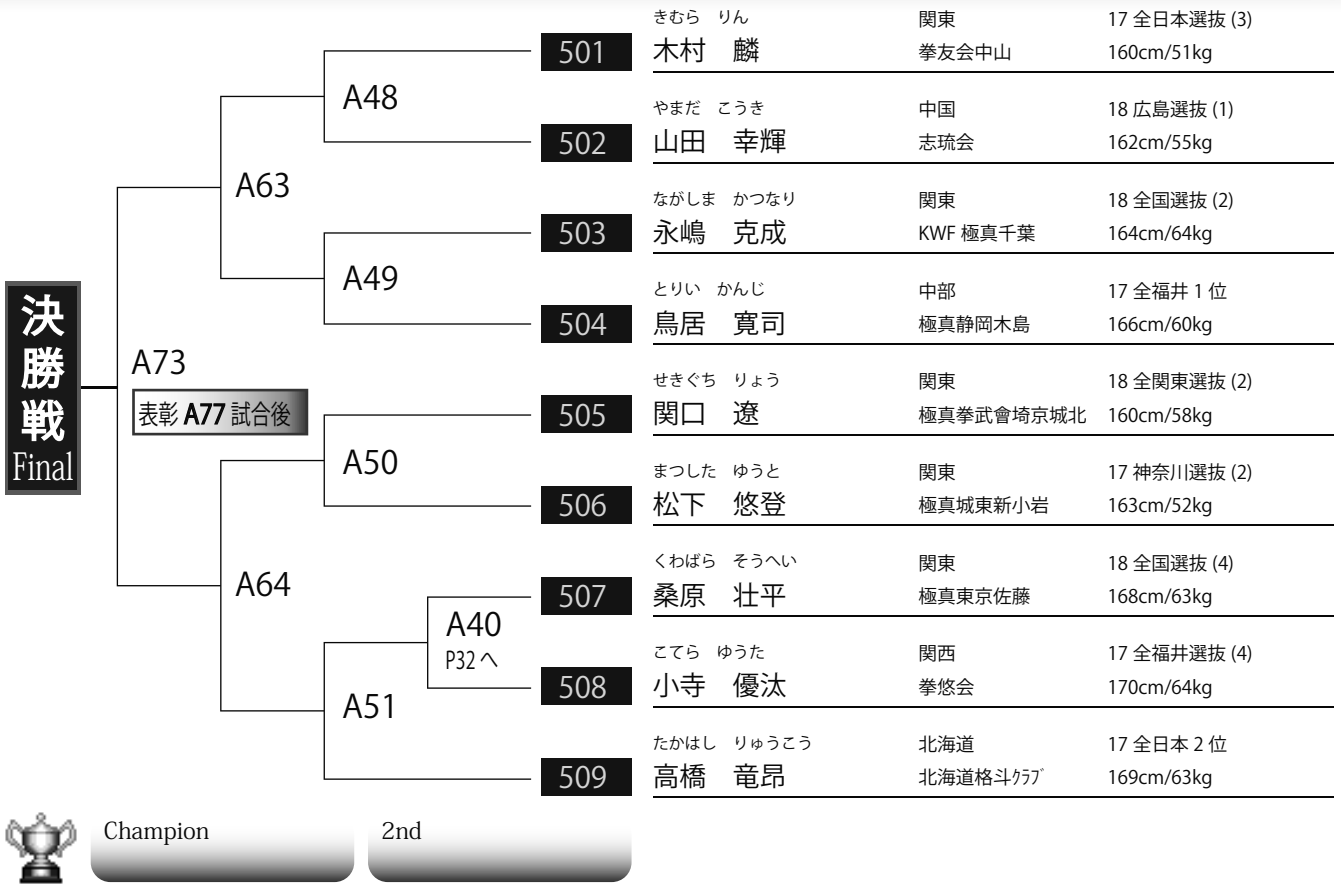 きむら りん 関東 17 全日本選抜 (3)
501 木村 麟 拳友会中山 160cm/51kg
A48
やまだ こうき 中国 18 広島選抜 (1)
502 山田 幸輝 志琉会 162cm/55kg
A63
ながしま かつなり 関東 18 全国選抜 (2)
503 永嶋 克成 KWF 極真千葉 164cm/64kg
A49
とりい かんじ 中部 17 全福井 1 位
504 鳥居 寛司 極真静岡木島 166cm/60kg
決勝戦
Final
A73
表彰 A77 試合後
せきぐち りょう 関東 18 全関東選抜 (2)
505 関口 遼 極真拳武會埼京城北 160cm/58kg
A50
まつした ゆうと 関東 17 神奈川選抜 (2)
506 松下 悠登 極真城東新小岩 163cm/52kg
A64
くわばら そうへい 関東 18 全国選抜 (4)
507 桑原 壮平 極真東京佐藤 168cm/63kg
A40
P32 へ
こてら ゆうた 関西 17 全福井選抜 (4)
508 小寺 優汰 拳悠会 170cm/64kg
A51
たかはし りゅうこう 北海道 17 全日本 2 位
509 高橋 竜昂 北海道格斗ｸﾗﾌﾞ 169cm/63kg
Champion
2nd